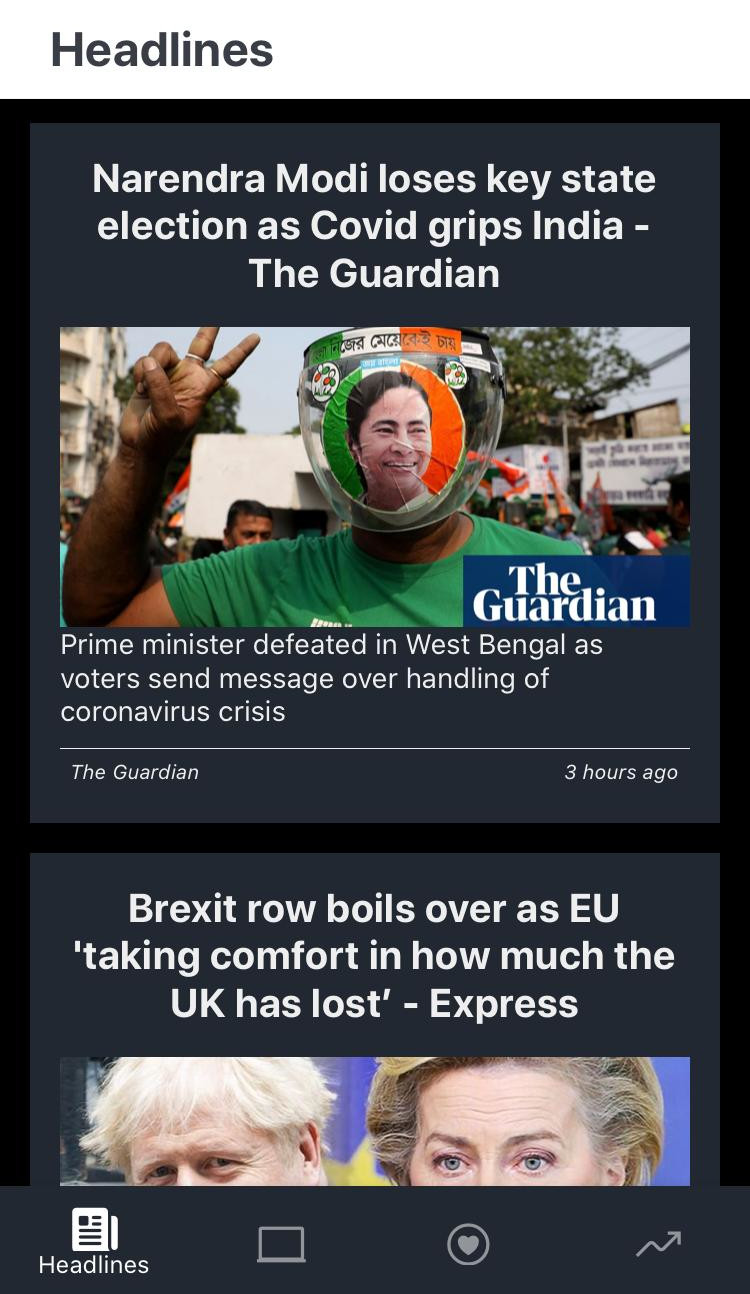 Headlines
Narendra Modi loses key state
election as Covid grips India -
The Guardian
নিজের মেয়েকেই চায়
The
Guardian
Prime minister defeated in West Bengal as
voters send message over handling of
coronavirus crisis
The Guardian
3 hours ago
Brexit row boils over as EU
'taking comfort in how much the
UK has lost’ - Express
Headlines